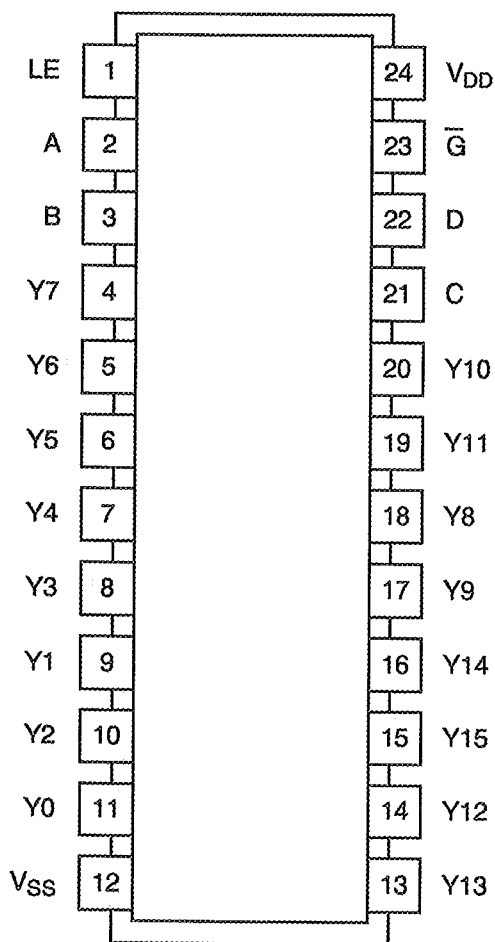 LE 1 24 V_DD
A 2 23 G̅
B 3 22 D
Y7 4 21 C
Y6 5 20 Y10
Y5 6 19 Y11
Y4 7 18 Y8
Y3 8 17 Y9
Y1 9 16 Y14
Y2 10 15 Y15
Y0 11 14 Y12
V_SS 12 13 Y13